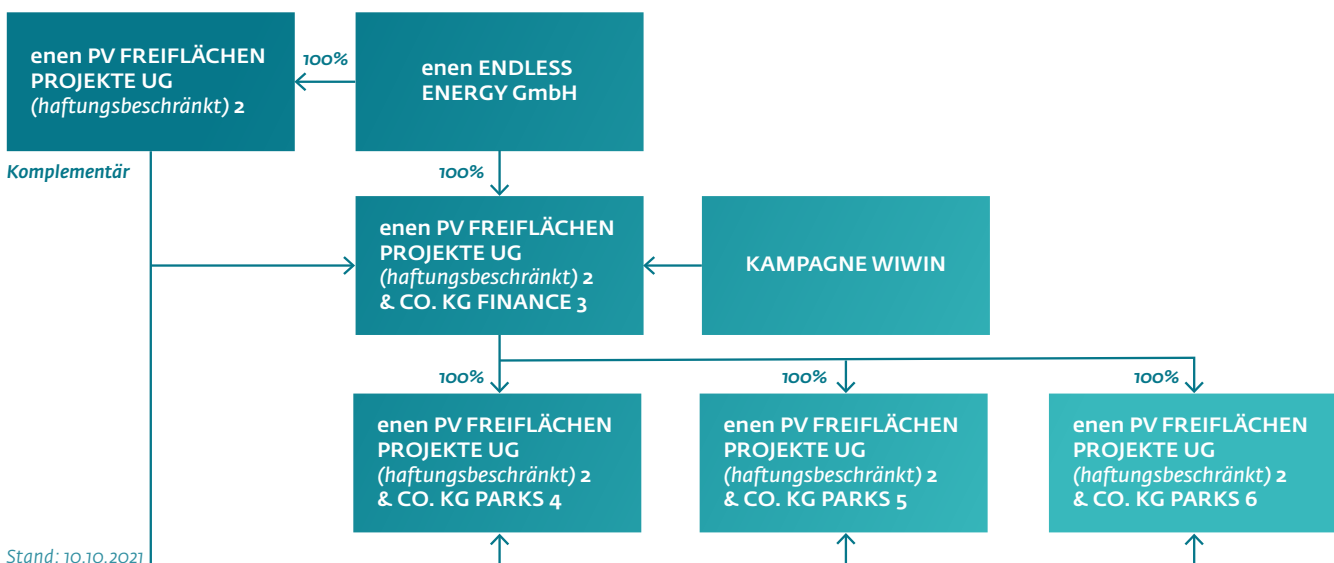 enen PV FREIFLÄCHEN
PROJEKTE UG
(haftungsbeschränkt) 2
100%
enen ENDLESS
ENERGY GmbH
Komplementär
100%
enen PV FREIFLÄCHEN
PROJEKTE UG
(haftungsbeschränkt) 2
& CO. KG FINANCE 3
KAMPAGNE WIWIN
100%
100%
100%
enen PV FREIFLÄCHEN
PROJEKTE UG
(haftungsbeschränkt) 2
& CO. KG PARKS 4
enen PV FREIFLÄCHEN
PROJEKTE UG
(haftungsbeschränkt) 2
& CO. KG PARKS 5
enen PV FREIFLÄCHEN
PROJEKTE UG
(haftungsbeschränkt) 2
& CO. KG PARKS 6
Stand: 10.10.2021